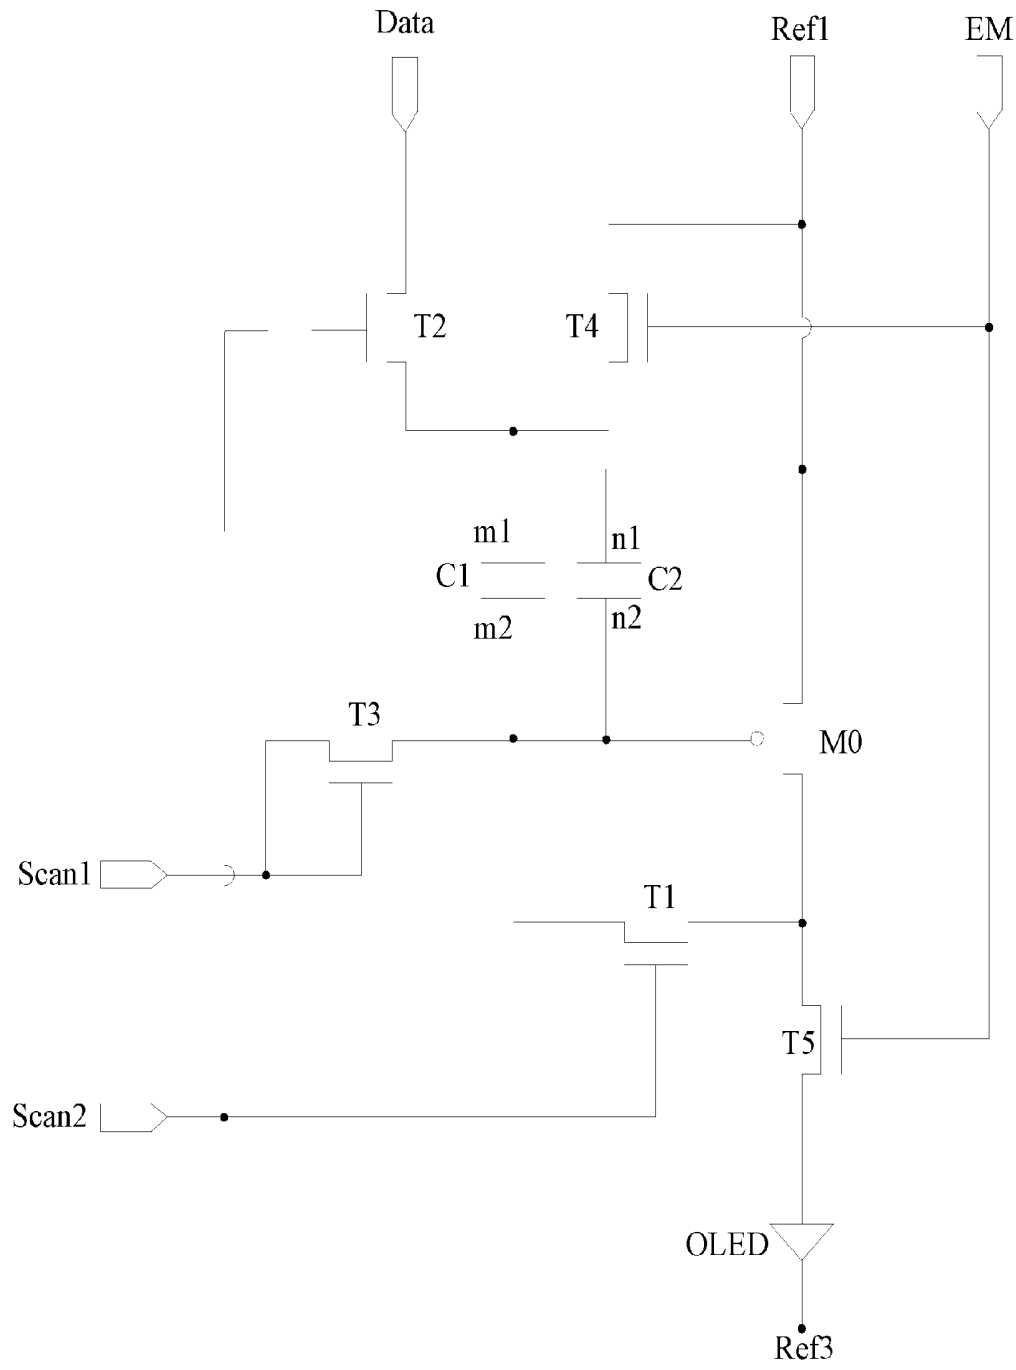 Data
Ref1
EM
T2
T4
m1
n1
C1
C2
m2
n2
T3
M0
Scan1
T1
T5
Scan2
OLED
Ref3